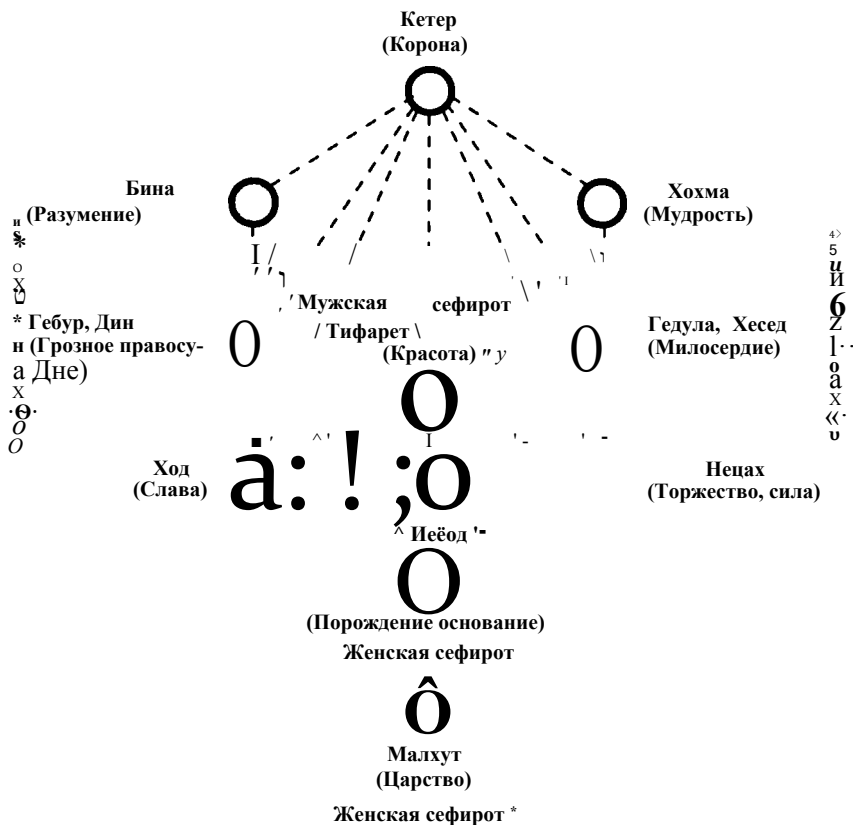 Кетер
(Корона)
Бина
(Разумение)
Хохма
(Мудрость)
Мужская сефирот
Гебур, Дин
(Грозное правосу-
Дне)
/ Тифарет \
(Красота)
Гедула, Хесед
(Милосердие)
Ход
(Слава)
Нецах
(Торжество, сила)
Иеёод
(Порождение основание)
Женская сефирот
Малхут
(Царство)
Женская сефирот *